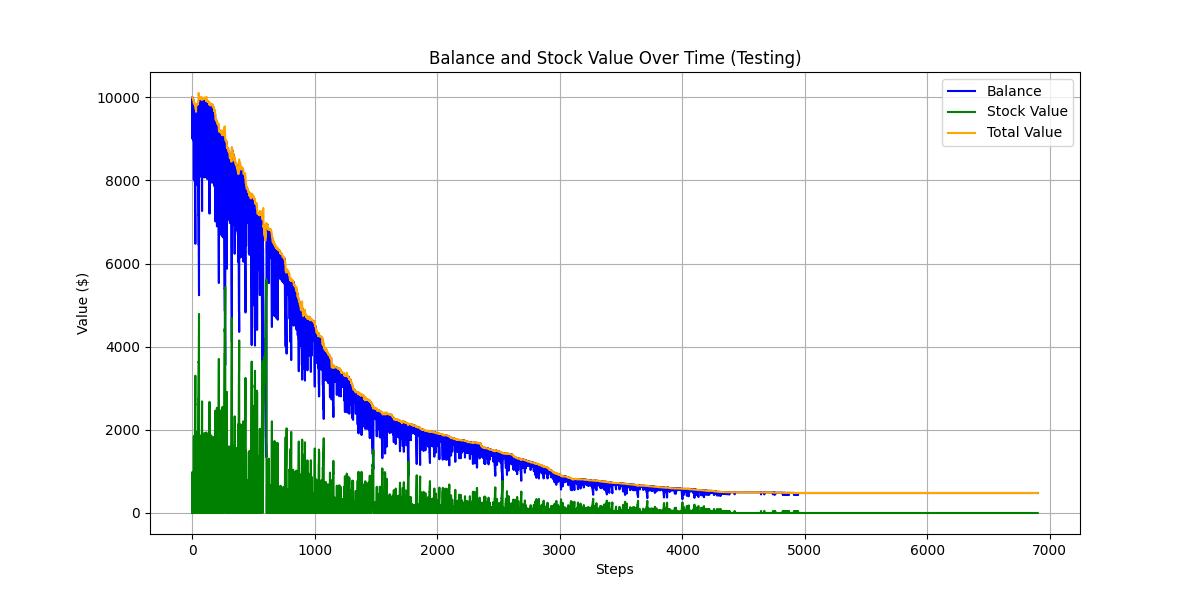 Balance and Stock Value Over Time (Testing)
Balance
Stock Value
Total Value
Value ($)
10000
8000
6000
4000
2000
0
0 1000 2000 3000 4000 5000 6000 7000
Steps